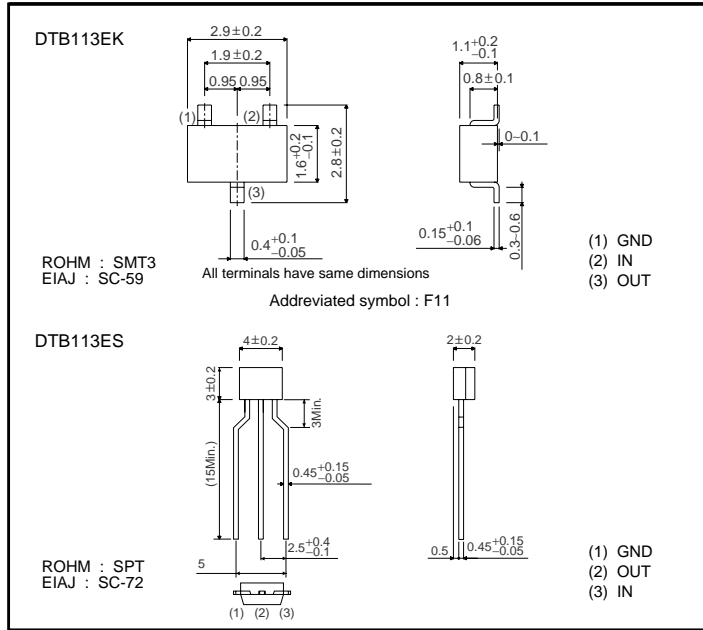 DTB113EK
2.9±0.2
1.9±0.2
0.95 0.95
(1)
(2)
(3)
1.6+0.2−0.1
2.8±0.2
0.4+0.1−0.05
1.1+0.2−0.1
0.8±0.1
0~0.1
0.15+0.1−0.06
0.3~0.6
All terminals have same dimensions
ROHM : SMT3
EIAJ : SC-59
Addreviated symbol : F11
(1) GND
(2) IN
(3) OUT
DTB113ES
4±0.2
3±0.2
3Min.
(15Min.)
0.45+0.15−0.05
2.5+0.4−0.1
5
(1) (2) (3)
2±0.2
0.5
0.45+0.15−0.05
ROHM : SPT
EIAJ : SC-72
(1) GND
(2) OUT
(3) IN